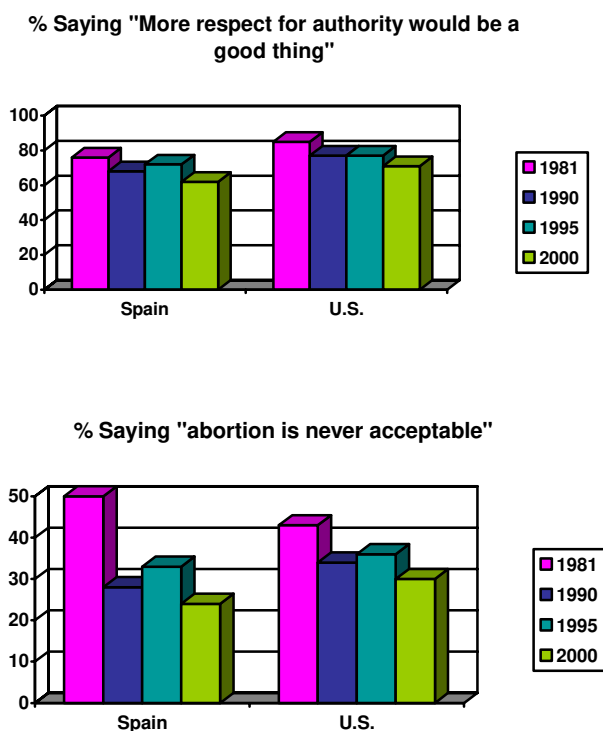 % Saying "More respect for authority would be a
good thing"
100
80
60
40
20
0
Spain
U.S.
1981
1990
1995
2000
% Saying "abortion is never acceptable"
50
40
30
20
10
0
Spain
U.S.
1981
1990
1995
2000